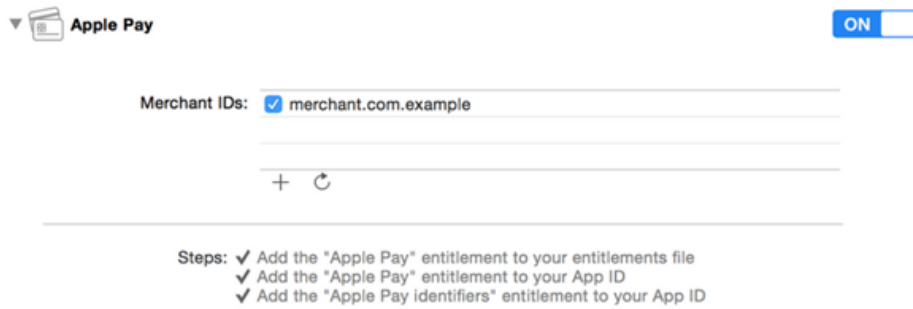 Apple Pay
ON
Merchant IDs: merchant.com.example
Steps: ✓ Add the "Apple Pay" entitlement to your entitlements file
✓ Add the "Apple Pay" entitlement to your App ID
✓ Add the "Apple Pay identifiers" entitlement to your App ID